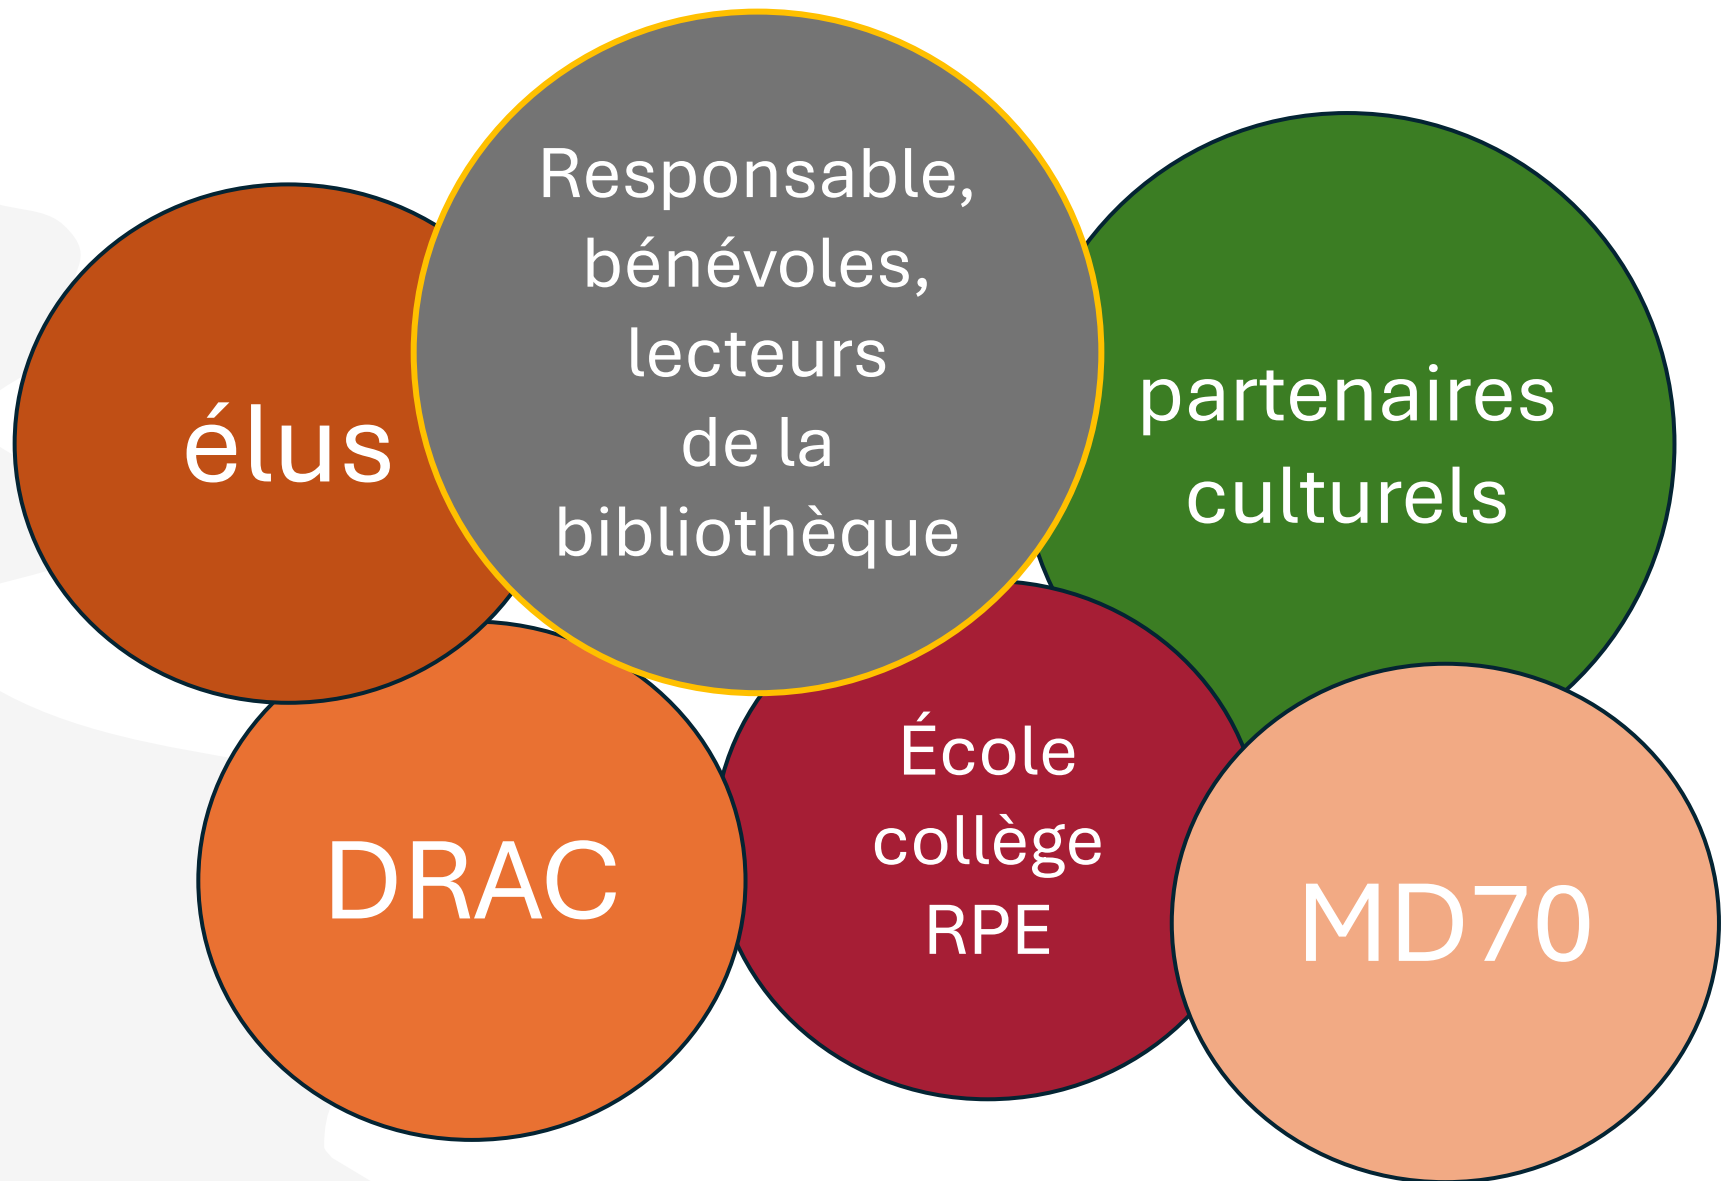 Responsable,
bénévoles,
lecteurs
de la
bibliothèque
élus
partenaires
culturels
DRAC
École
collège
RPE
MD70